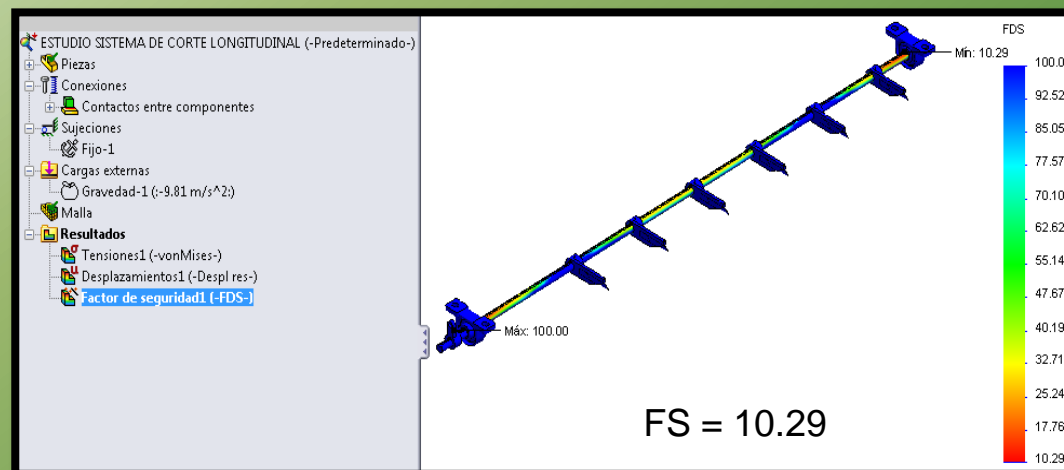 ESTUDIO SISTEMA DE CORTE LONGITUDINAL (-Predeterminado-)
Piezas
Conexiones
Contactos entre componentes
Sujeciones
Fijo-1
Cargas externas
Gravedad-1 (:-9.81 m/s^2:)
Malla
Resultados
Tensiones1 (-vonMises-)
Desplazamientos1 (-Despl res-)
Factor de seguridad1 (-FDS-)
Mín: 10.29
Máx: 100.00
FS = 10.29
FDS
100.0
92.52
85.05
77.57
70.10
62.62
55.14
47.67
40.19
32.71
25.24
17.76
10.29